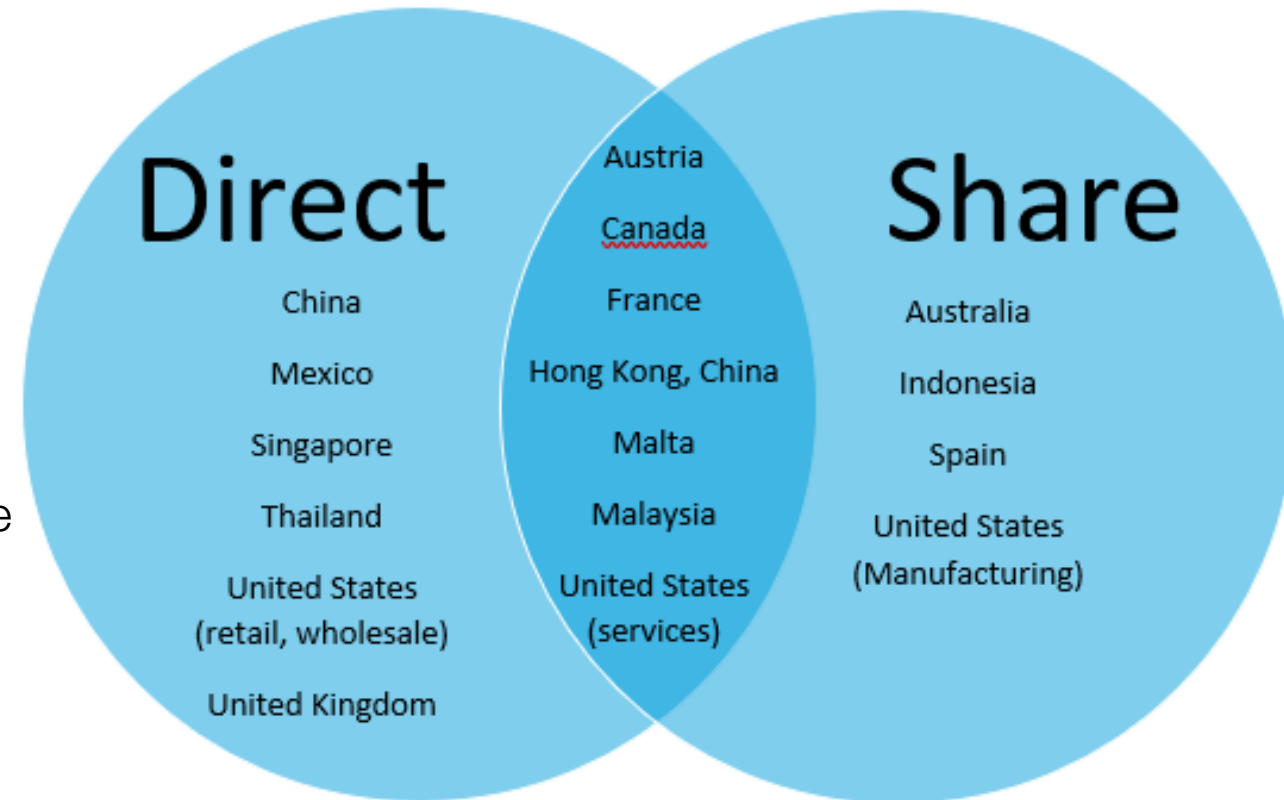 Direct
China
Mexico
Singapore
Thailand
United States
(retail, wholesale)
United Kingdom
Austria
Canada
France
Hong Kong, China
Malta
Malaysia
United States
(services)
Share
Australia
Indonesia
Spain
United States
(Manufacturing)
e